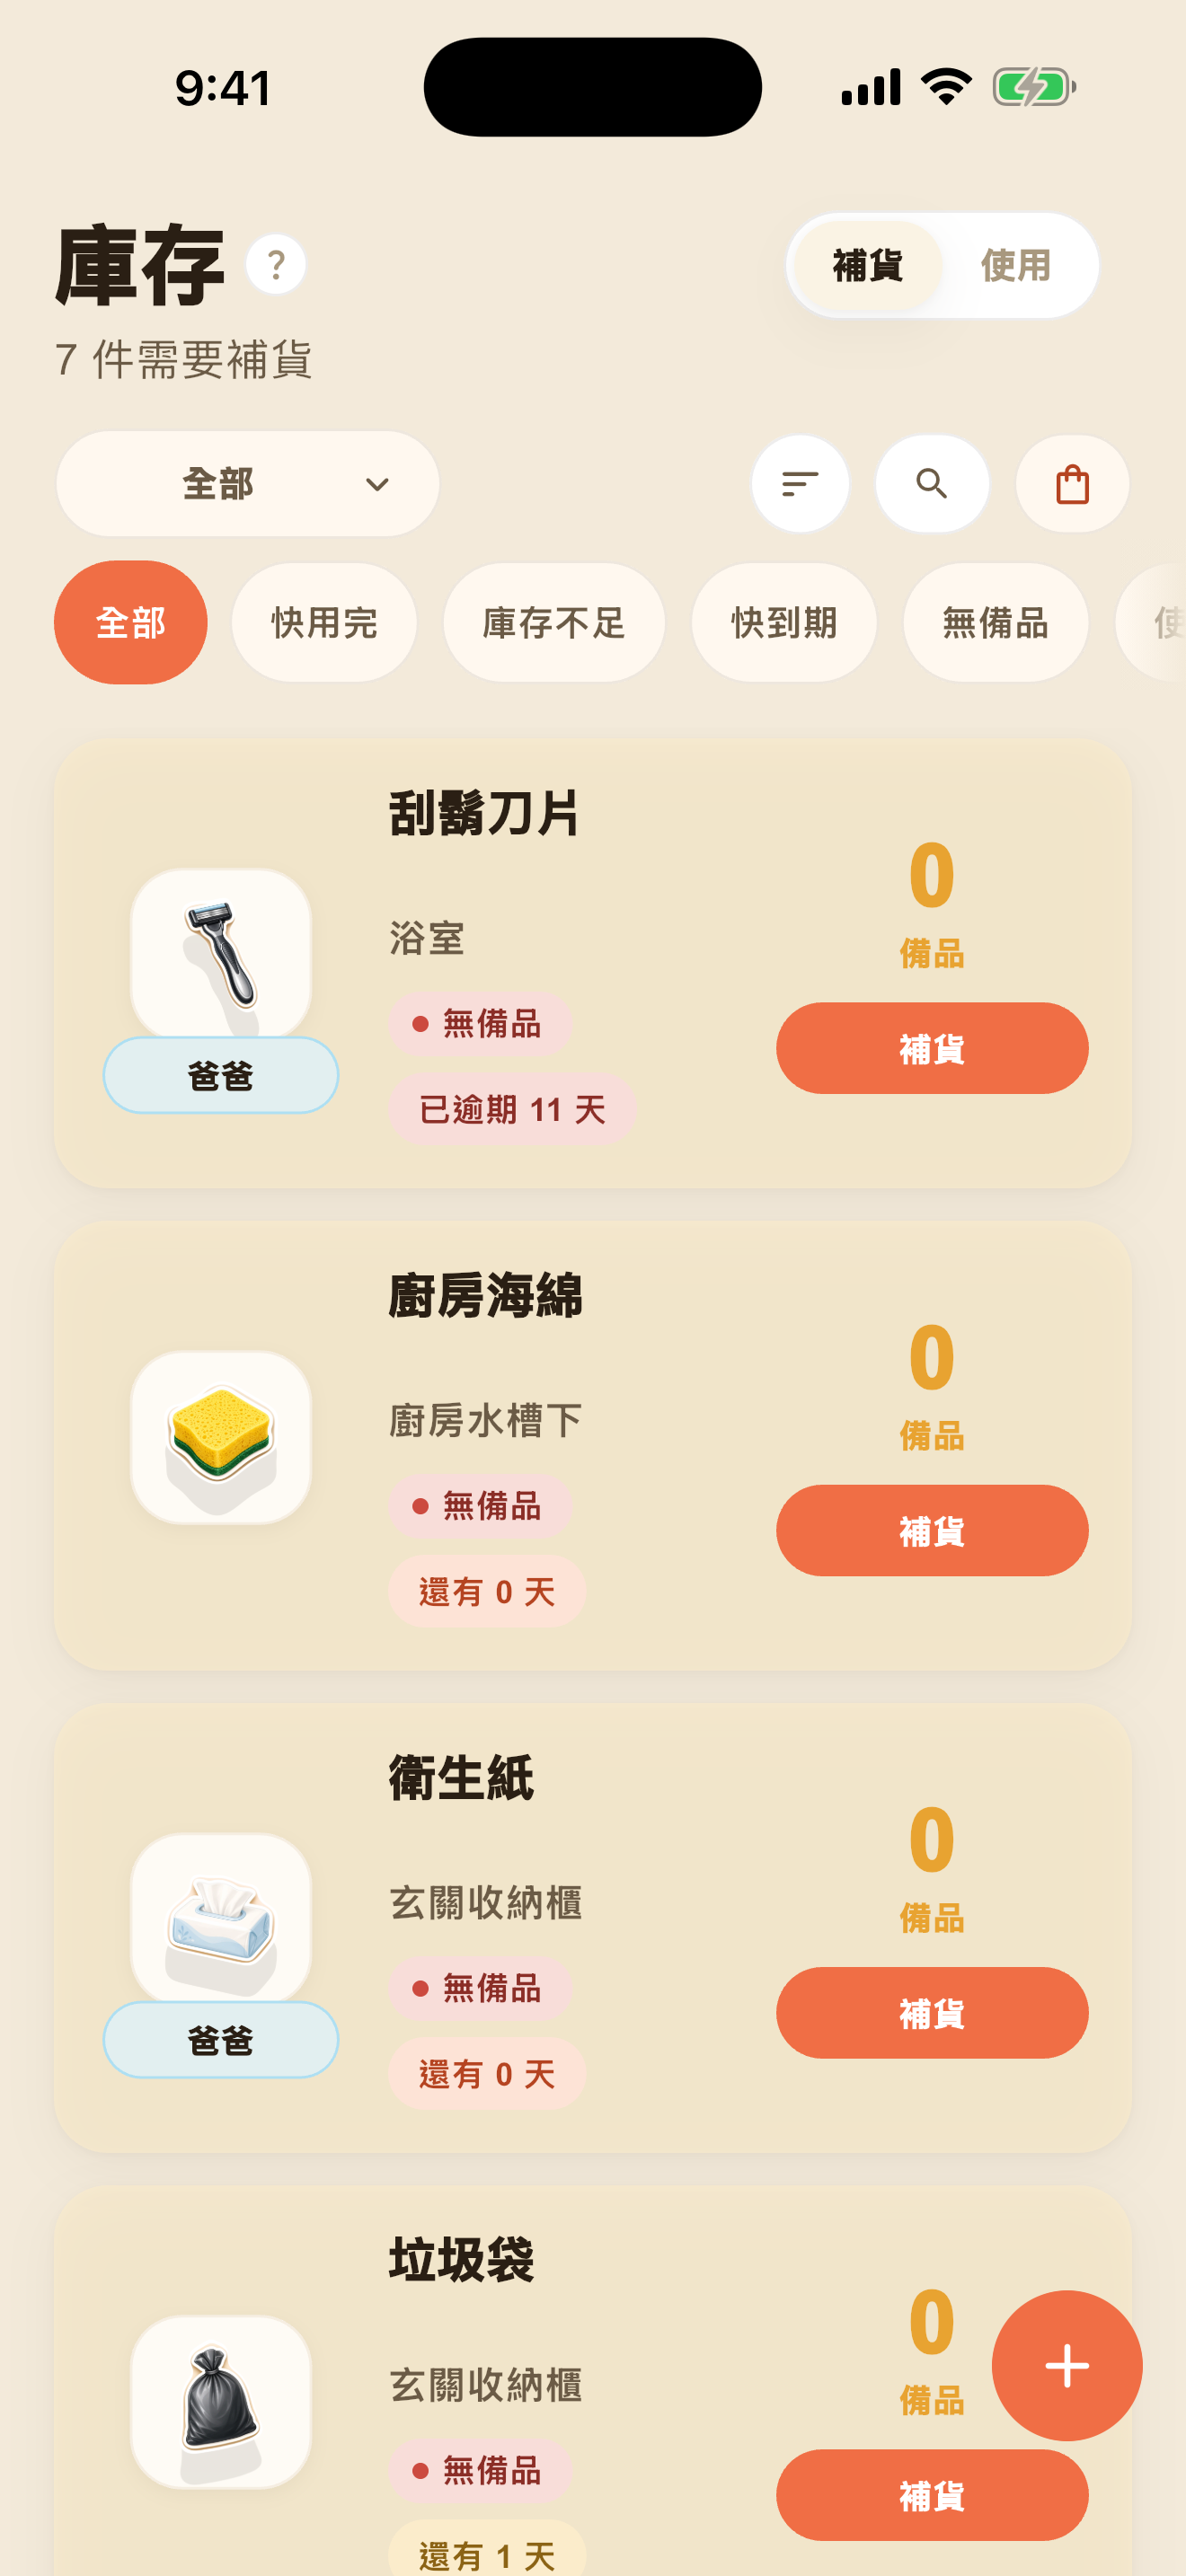 9:41
庫存 ?
補貨 使用
7 件需要補貨
全部
全部 快用完 庫存不足 快到期 無備品 使
刮鬍刀片
0
浴室
備品
無備品
補貨
爸爸
已逾期 11 天
廚房海綿
0
廚房水槽下
備品
無備品
補貨
還有 0 天
衛生紙
0
玄關收納櫃
備品
無備品
補貨
爸爸
還有 0 天
垃圾袋
0
玄關收納櫃
備品
無備品
補貨
還有 1 天